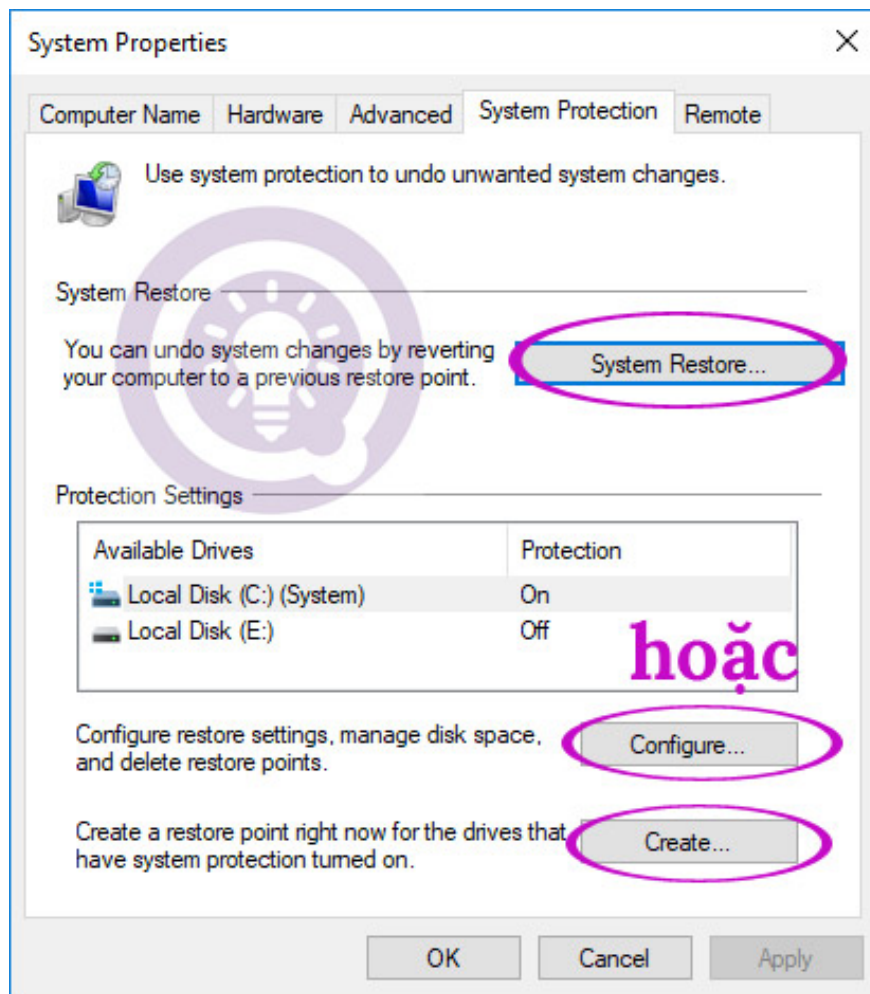 System Properties
Computer Name Hardware Advanced System Protection Remote
Use system protection to undo unwanted system changes.
System Restore
You can undo system changes by reverting
your computer to a previous restore point.
System Restore...
Protection Settings
Available Drives Protection
Local Disk (C:) (System) On
Local Disk (E:) Off
hoặc
Configure restore settings, manage disk space,
and delete restore points.
Configure...
Create a restore point right now for the drives that
have system protection turned on.
Create...
OK Cancel Apply